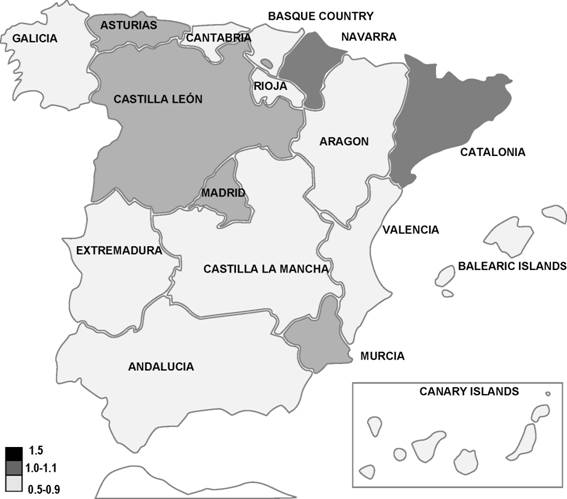 BASQUE COUNTRY
ASTURIAS
GALICIA
CANTABRIA
NAVARRA
RIOJA
CASTILLA LEÓN
ARAGON
CATALONIA
MADRID
VALENCIA
EXTREMADURA
CASTILLA LA MANCHA
BALEARIC ISLANDS
MURCIA
ANDALUCIA
CANARY ISLANDS
1.5
1.0-1.1
0.5-0.9